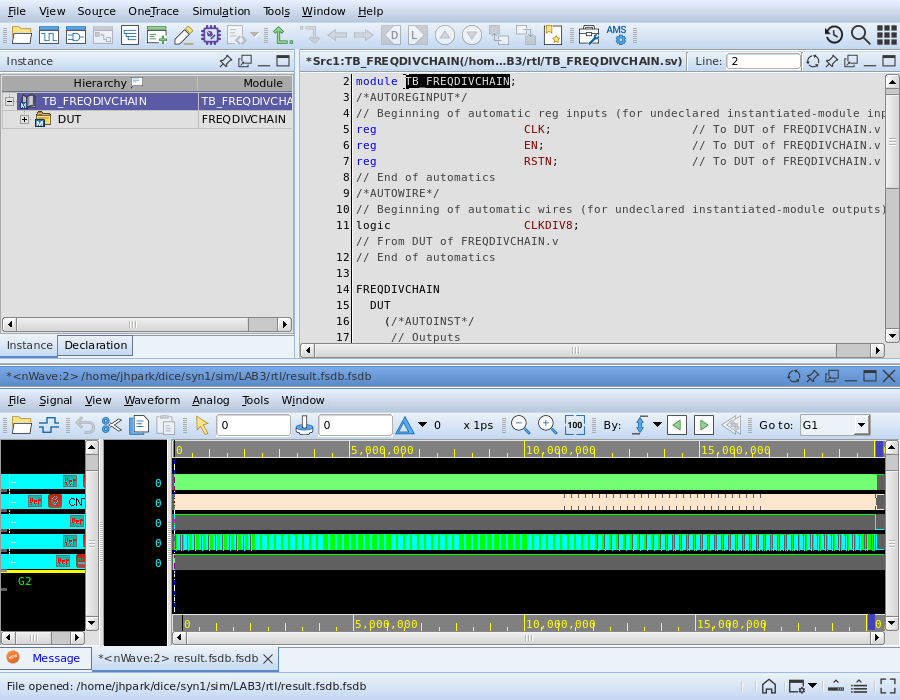 File View Source OneTrace Simulation Tools Window Help
AMS
Instance
*Src1:TB_FREQDIVCHAIN(/hom...B3/rtl/TB_FREQDIVCHAIN.sv) Line: 2
Hierarchy Module
TB_FREQDIVCHAIN TB_FREQDIVCHA
DUT FREQDIVCHAIN
2 module TB_FREQDIVCHAIN;
3 /*AUTOREGINPUT*/
4 // Beginning of automatic reg inputs (for undeclared instantiated-module inp
5 reg CLK; // To DUT of FREQDIVCHAIN.v
6 reg EN; // To DUT of FREQDIVCHAIN.v
7 reg RSTN; // To DUT of FREQDIVCHAIN.v
8 // End of automatics
9 /*AUTOWIRE*/
10 // Beginning of automatic wires (for undeclared instantiated-module outputs)
11 logic CLKDIV8;
// From DUT of FREQDIVCHAIN.v
12 // End of automatics
13
14 FREQDIVCHAIN
15 DUT
16 (/*AUTOINST*/
17 // Outputs
Instance Declaration
*<nWave:2> /home/jhpark/dice/syn1/sim/LAB3/rtl/result.fsdb.fsdb
File Signal View Waveform Analog Tools Window
0 0 0 x 1ps 100 By: Go to: G1
0 5,000,000 10,000,000 15,000,000
0
CNT 0
0
0
0
G2
0 5,000,000 10,000,000 15,000,000 0
Message *<nWave:2> result.fsdb.fsdb
File opened: /home/jhpark/dice/syn1/sim/LAB3/rtl/result.fsdb.fsdb